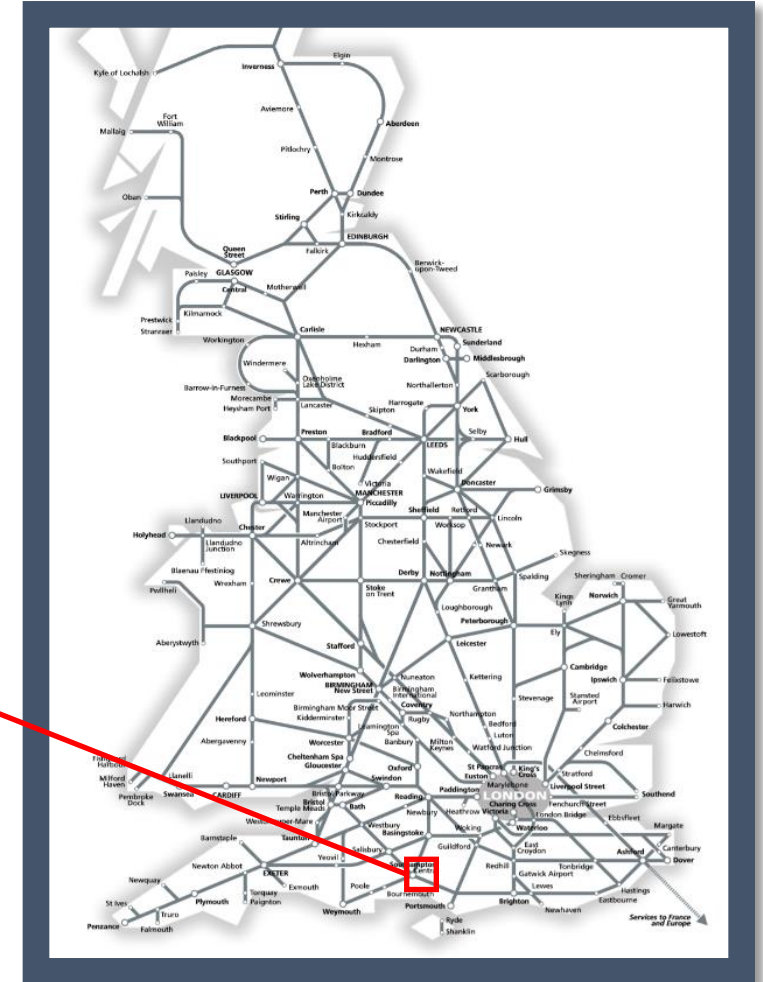 Elgin
Inverness
Kyle of Lochalsh
Aviemore
Fort
William
Aberdeen
Mallaig
Pitlochry
Montrose
Perth
Dundee
Oban
Stirling
Kirkcaldy
EDINBURGH
Queen
Street
Falkirk
Berwick-
upon-Tweed
Paisley
GLASGOW
Central
Motherwell
Kilmarnock
Prestwick
Stranraer
Carlisle
NEWCASTLE
Workington
Hexham
Sunderland
Durham
Darlington
Middlesbrough
Windermere
Scarborough
Oxenholme
Lake District
Barrow-in-Furness
Northallerton
Morecambe
Heysham Port
Lancaster
Harrogate
York
Skipton
Blackpool
Preston
Bradford
Selby
Hull
Blackburn
LEEDS
Huddersfield
Southport
Bolton
Wakefield
Wigan
Victoria
Doncaster
LIVERPOOL
Warrington
MANCHESTER
Piccadilly
Grimsby
Manchester
Airport
Sheffield
Retford
Lincoln
Llandudno
Stockport
Worksop
Holyhead
Chester
Llandudno
Junction
Altrincham
Chesterfield
Newark
Skegness
Blaenau Ffestiniog
Wrexham
Crewe
Derby
Nottingham
Spalding
Sheringham
Cromer
Pwllheli
Stoke
on Trent
Grantham
Kings
Lynn
Norwich
Great
Yarmouth
Loughborough
Shrewsbury
Peterborough
Ely
Lowestoft
Aberystwyth
Stafford
Leicester
Wolverhampton
Nuneaton
Kettering
Cambridge
BIRMINGHAM
New Street
Birmingham
International
Ipswich
Felixstowe
Leominster
Coventry
Stevenage
Stansted
Airport
Harwich
Birmingham Moor Street
Kidderminster
Rugby
Northampton
Hereford
Leamington
Spa
Bedford
Colchester
Worcester
Banbury
Milton
Keynes
Luton
Abergavenny
Watford Junction
Chelmsford
Cheltenham Spa
Gloucester
Oxford
St Pancras
Euston
King's
Cross
Stratford
Milford
Haven
Llanelli
Newport
Swindon
Marylebone
Liverpool Street
Pembroke
Dock
Swansea
CARDIFF
Reading
Paddington
LONDON
Southend
Bristol
Temple Meads
Bath
Newbury
Heathrow
Victoria
Charing Cross
Fenchurch Street
London Bridge
Ebbsfleet
Westbury
Basingstoke
Woking
Waterloo
Margate
Barnstaple
Taunton
Salisbury
Guildford
East
Croydon
Canterbury
Yeovil
Ashford
Dover
Newton Abbot
EXETER
Redhill
Tonbridge
Gatwick Airport
Newquay
Exmouth
Poole
Lewes
Hastings
Torquay
Paignton
Bournemouth
Eastbourne
St Ives
Plymouth
Weymouth
Portsmouth
Brighton
Newhaven
Truro
Ryde
Services to France
and Europe
Penzance
Falmouth
Shanklin